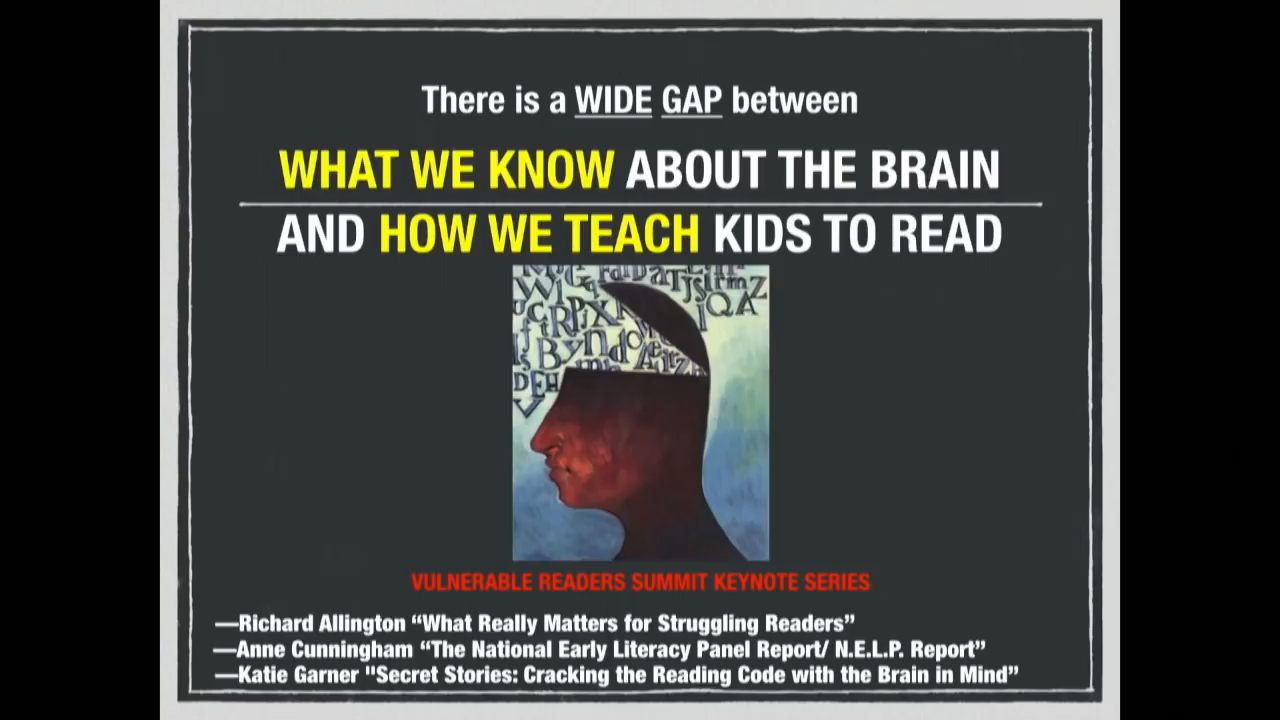 There is a WIDE GAP between
WHAT WE KNOW ABOUT THE BRAIN
AND HOW WE TEACH KIDS TO READ
VULNERABLE READERS SUMMIT KEYNOTE SERIES
—Richard Allington “What Really Matters for Struggling Readers”
—Anne Cunningham “The National Early Literacy Panel Report/ N.E.L.P. Report”
—Katie Garner "Secret Stories: Cracking the Reading Code with the Brain in Mind”